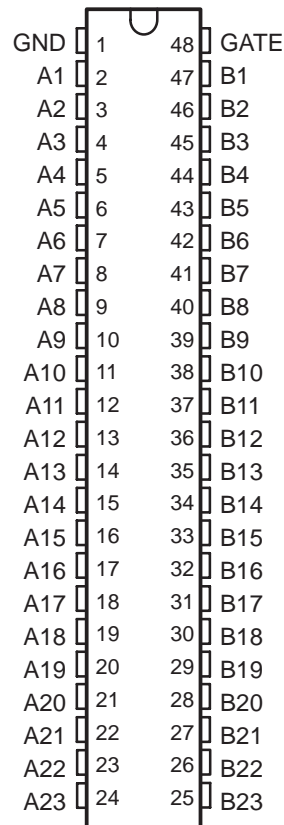 GND 1 48 GATE
A1 2 47 B1
A2 3 46 B2
A3 4 45 B3
A4 5 44 B4
A5 6 43 B5
A6 7 42 B6
A7 8 41 B7
A8 9 40 B8
A9 10 39 B9
A10 11 38 B10
A11 12 37 B11
A12 13 36 B12
A13 14 35 B13
A14 15 34 B14
A15 16 33 B15
A16 17 32 B16
A17 18 31 B17
A18 19 30 B18
A19 20 29 B19
A20 21 28 B20
A21 22 27 B21
A22 23 26 B22
A23 24 25 B23